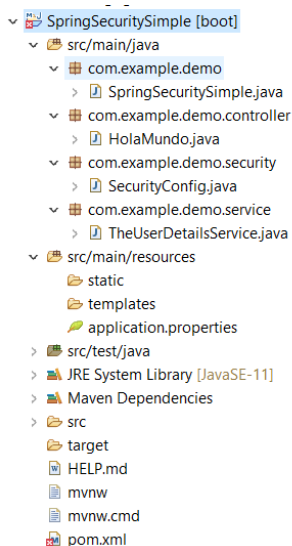 SpringSecuritySimple [boot]
src/main/java
com.example.demo
SpringSecuritySimple.java
com.example.demo.controller
HolaMundo.java
com.example.demo.security
SecurityConfig.java
com.example.demo.service
TheUserDetailsService.java
src/main/resources
static
templates
application.properties
src/test/java
JRE System Library [JavaSE-11]
Maven Dependencies
src
target
HELP.md
mvnw
mvnw.cmd
pom.xml